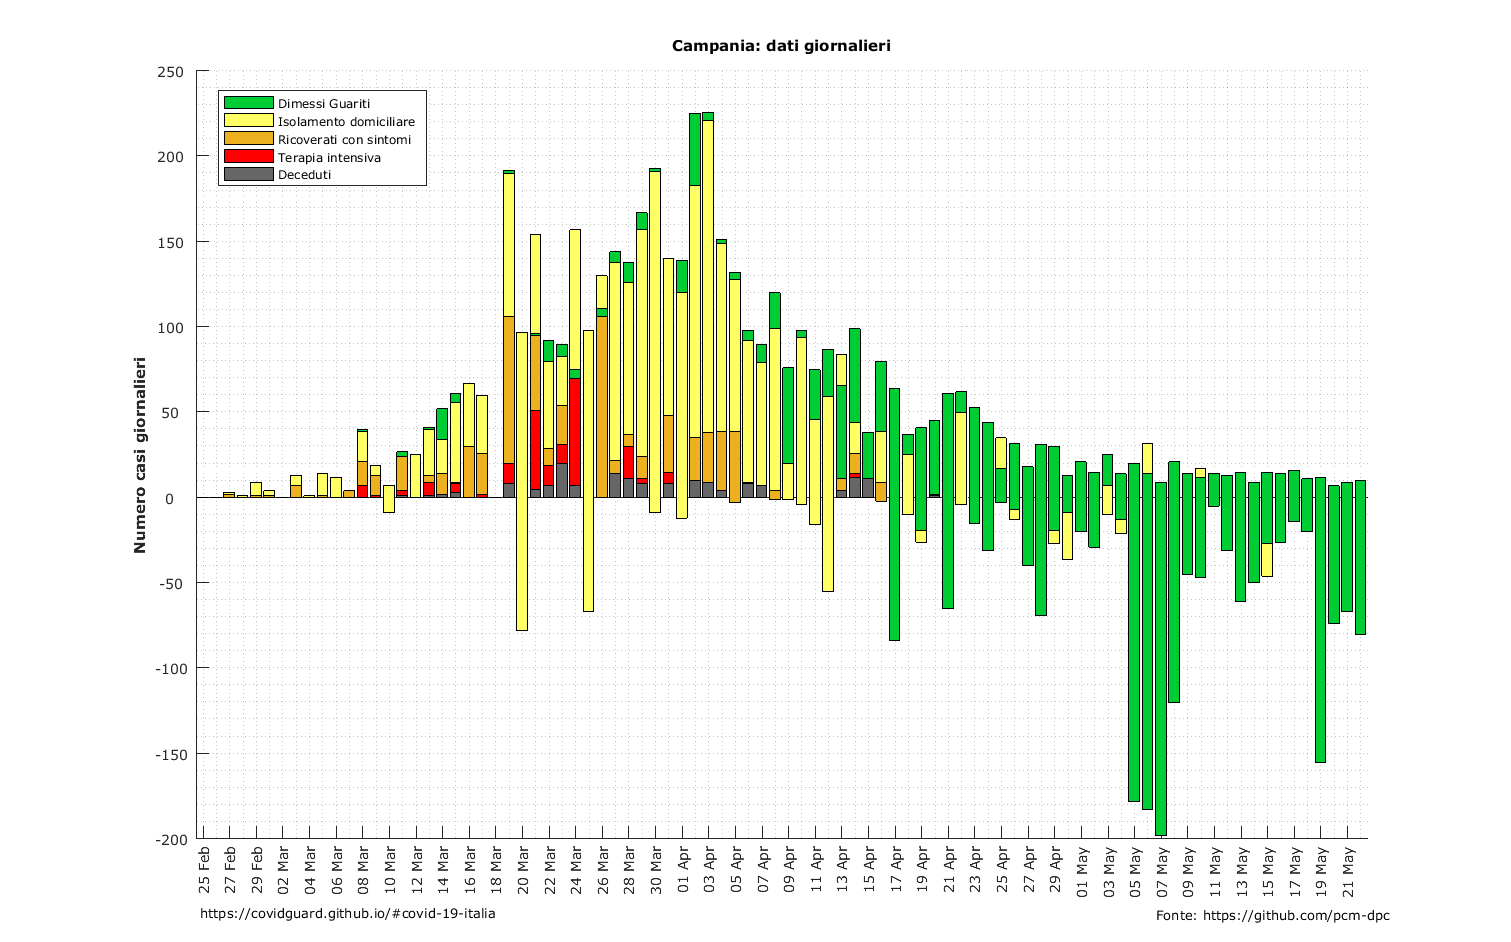 Campania: dati giornalieri
250
200
150
100
50
0
-50
-100
-150
-200
Numero casi giornalieri
Dimessi Guariti
Isolamento domiciliare
Ricoverati con sintomi
Terapia intensiva
Deceduti
25 Feb
27 Feb
29 Feb
02 Mar
04 Mar
06 Mar
08 Mar
10 Mar
12 Mar
14 Mar
16 Mar
18 Mar
20 Mar
22 Mar
24 Mar
26 Mar
28 Mar
30 Mar
01 Apr
03 Apr
05 Apr
07 Apr
09 Apr
11 Apr
13 Apr
15 Apr
17 Apr
19 Apr
21 Apr
23 Apr
25 Apr
27 Apr
29 Apr
01 May
03 May
05 May
07 May
09 May
11 May
13 May
15 May
17 May
19 May
21 May
https://covidguard.github.io/#covid-19-italia
Fonte: https://github.com/pcm-dpc